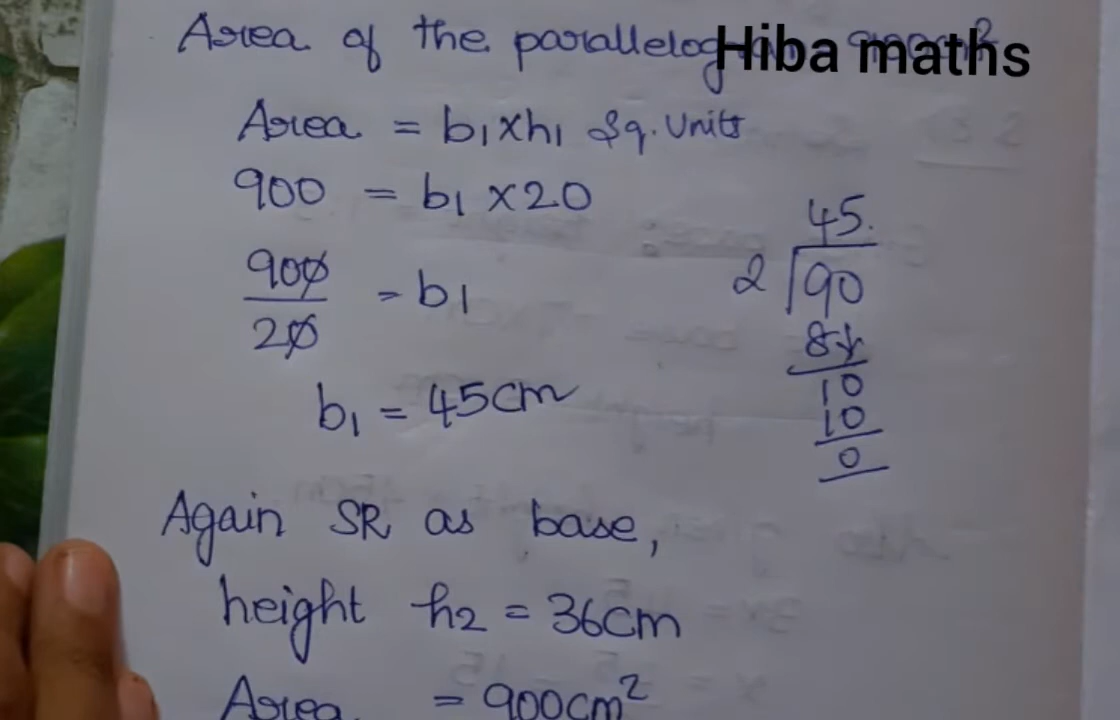 Area of the
Hiba maths
Area = b1 x h1 Sq. Units
900 = b1 x 20
900
20
= b1
45.
2 90
8
10
10
0
b1 = 45cm
Again SR as base,
height h2 = 36cm
Area = 900cm²